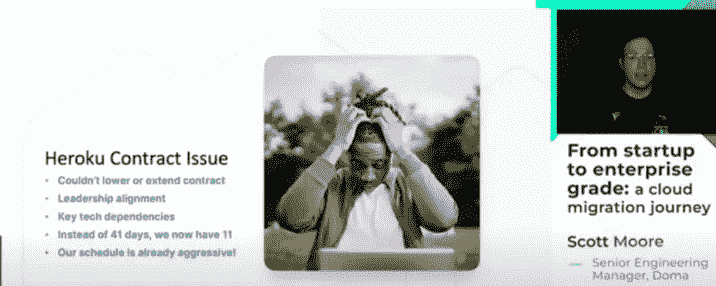 Heroku Contract Issue
• Couldn't lower or extend contract
• Leadership alignment
• Key tech dependencies
• Instead of 41 days, we now have 11
• Our schedule is already aggressive!
From startup
to enterprise
grade: a cloud
migration journey
Scott Moore
Senior Engineering
Manager, Doma